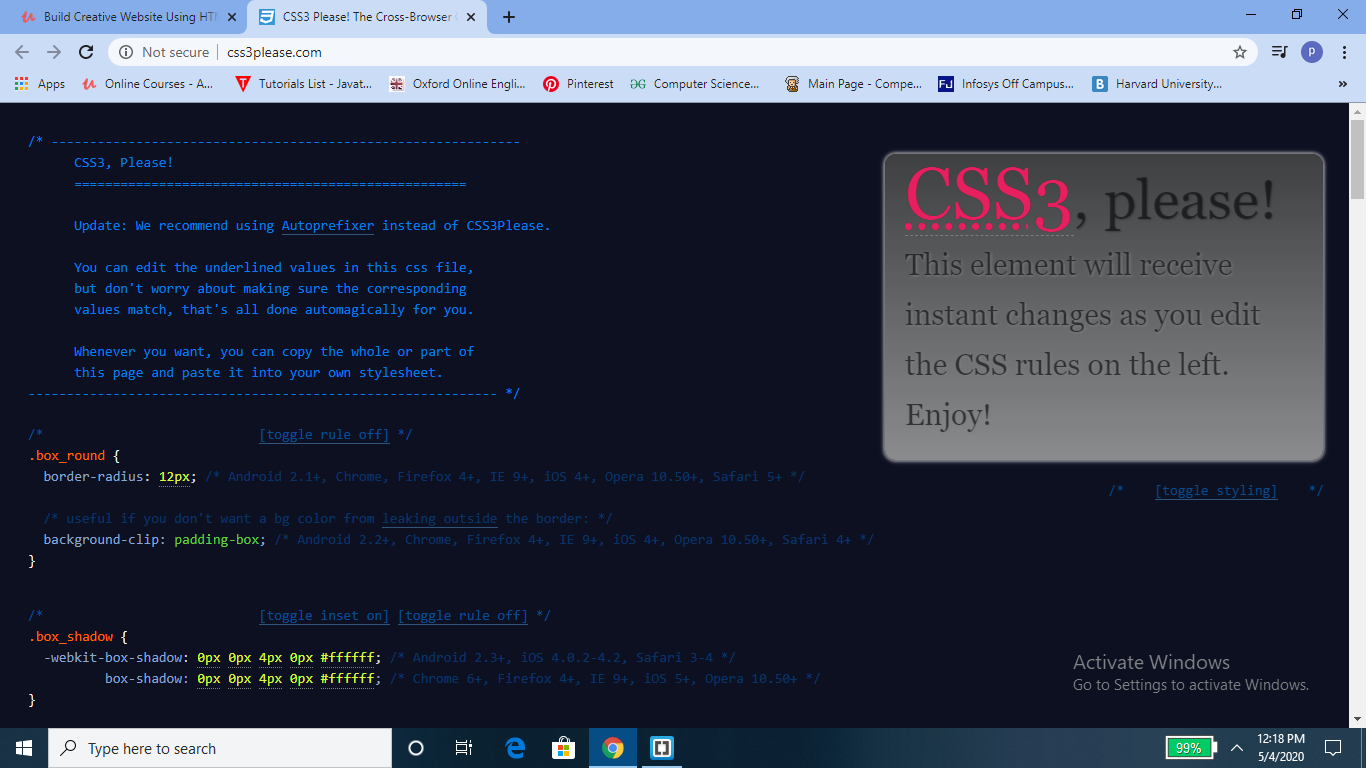 Build Creative Website Using HTM
CSS3 Please! The Cross-Browser
Not secure | css3please.com
P
Apps
Online Courses - A...
Tutorials List - Javat...
Oxford Online Engli...
Pinterest
Computer Science...
Main Page - Compe...
Infosys Off Campus...
Harvard University...
»
/* -------------------------------------------------------------
CSS3, Please!
===================================================
Update: We recommend using Autoprefixer instead of CSS3Please.
You can edit the underlined values in this css file,
but don't worry about making sure the corresponding
values match, that's all done automagically for you.
Whenever you want, you can copy the whole or part of
this page and paste it into your own stylesheet.
------------------------------------------------------------- */
/* [toggle rule off] */
.box_round {
border-radius: 12px; /* Android 2.1+, Chrome, Firefox 4+, IE 9+, iOS 4+, Opera 10.50+, Safari 5+ */
/* useful if you don't want a bg color from leaking outside the border: */
background-clip: padding-box; /* Android 2.2+, Chrome, Firefox 4+, IE 9+, iOS 4+, Opera 10.50+, Safari 4+ */
}
/* [toggle inset on] [toggle rule off] */
.box_shadow {
-webkit-box-shadow: 0px 0px 4px 0px #ffffff; /* Android 2.3+, iOS 4.0.2-4.2, Safari 3-4 */
box-shadow: 0px 0px 4px 0px #ffffff; /* Chrome 6+, Firefox 4+, IE 9+, iOS 5+, Opera 10.50+ */
}
CSS3, please!
This element will receive
instant changes as you edit
the CSS rules on the left.
Enjoy!
/* [toggle styling] */
Activate Windows
Go to Settings to activate Windows.
Type here to search
99%
12:18 PM
5/4/2020